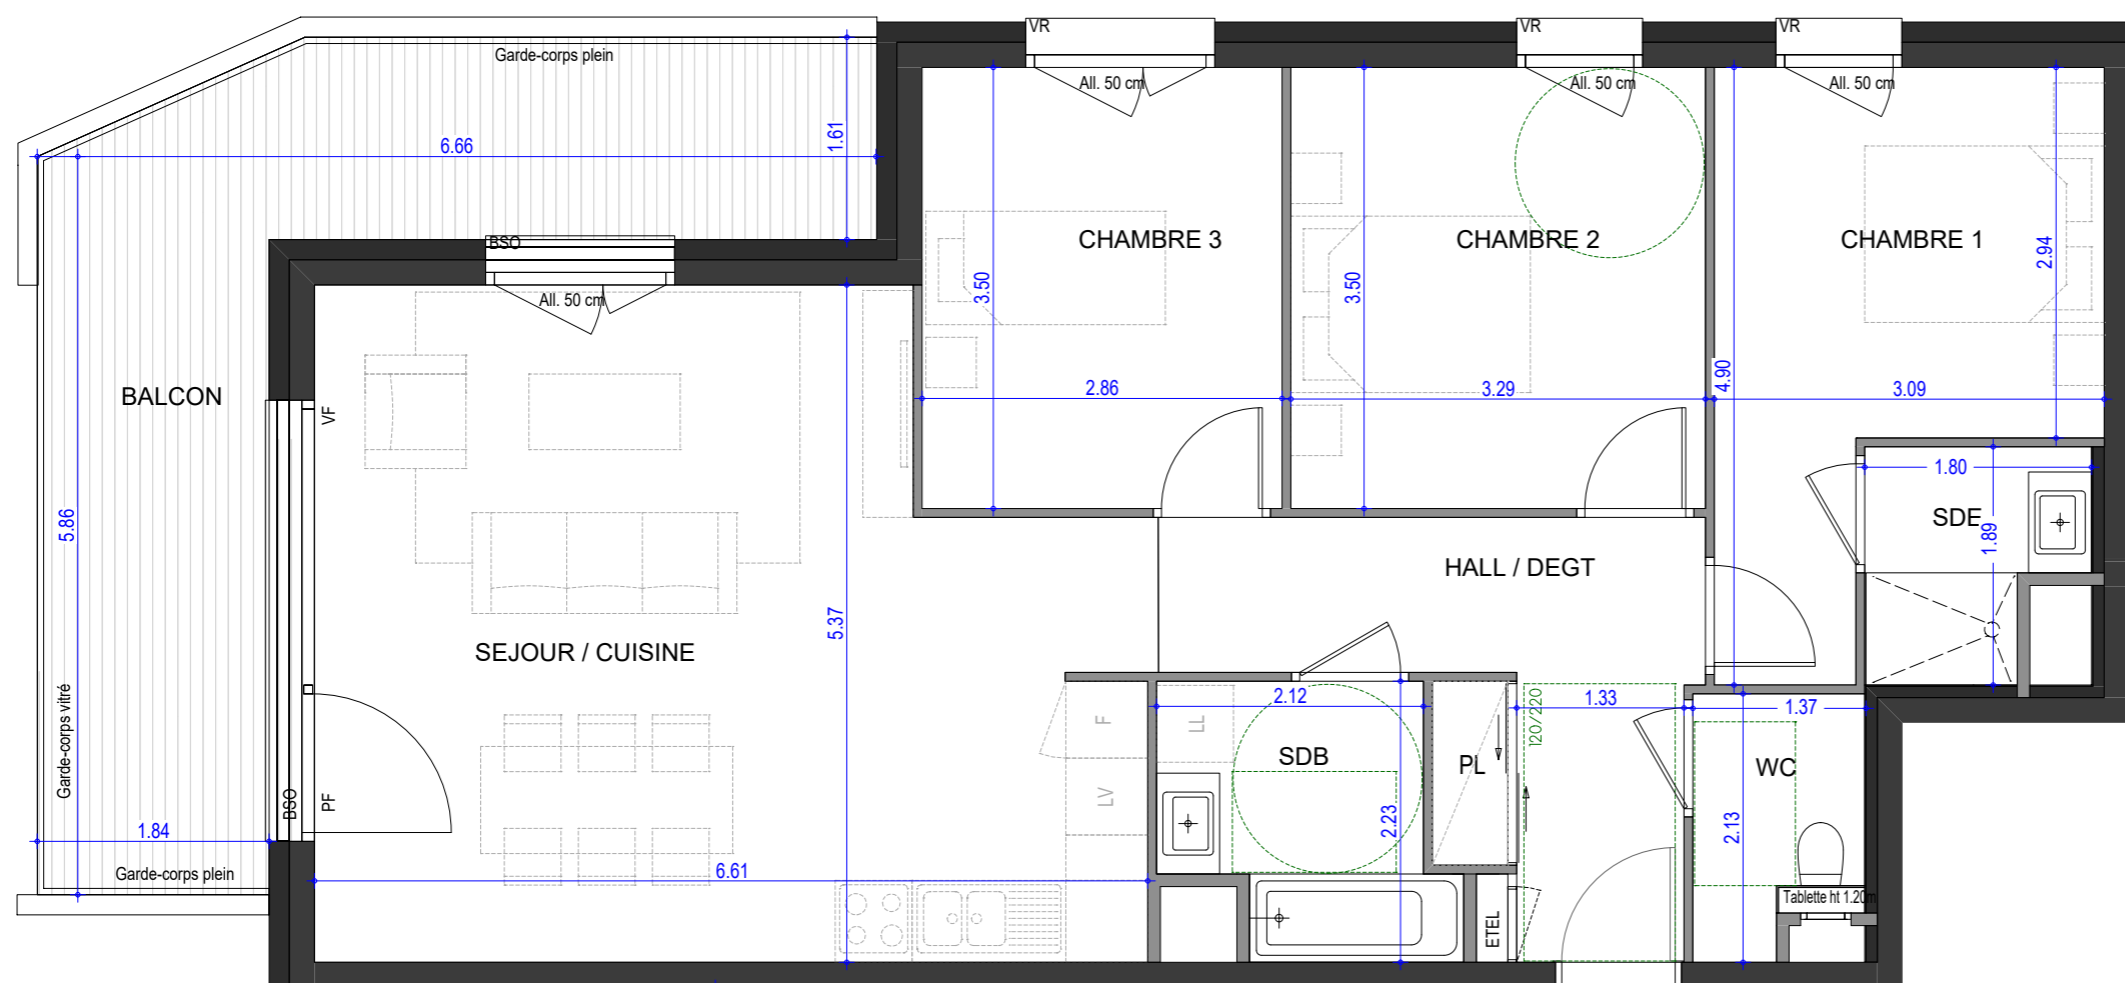 VR
VR
VR
Garde-corps plein
All. 50 cm
All. 50 cm
All. 50 cm
6.66
1.61
BSO
All. 50 cm
CHAMBRE 3
CHAMBRE 2
CHAMBRE 1
2.94
3.50
3.50
4.90
2.86
3.29
3.09
BALCON
VF
1.80
SDE
1.89
5.86
HALL / DEGT
5.37
SEJOUR / CUISINE
Garde-corps vitré
BSO
PF
F
LV
LL
2.12
SDB
2.23
PL
120/220
1.33
1.37
WC
2.13
1.84
Garde-corps plein
6.61
ETEL
Tablette ht 1.20m